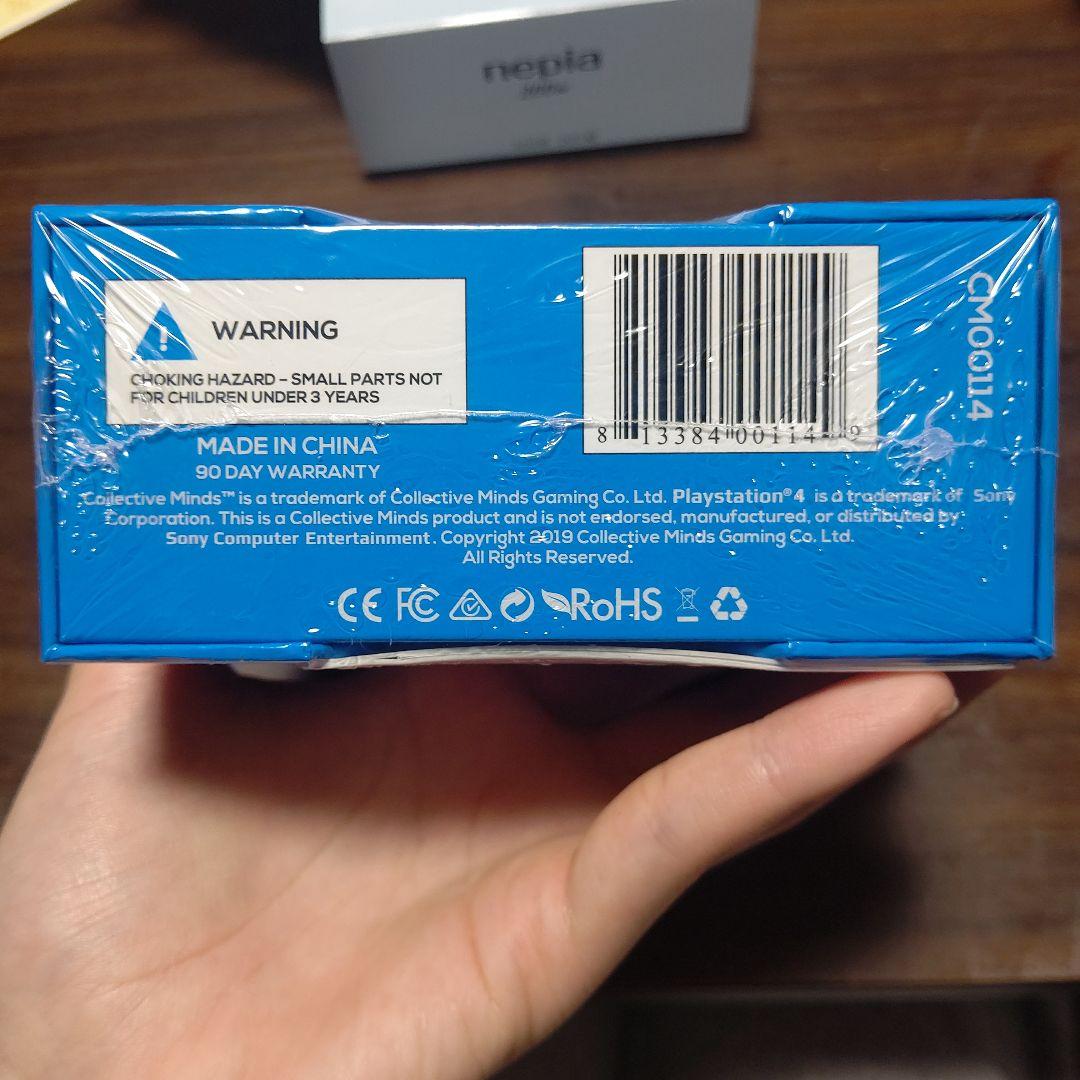 nepia
WARNING
CHOKING HAZARD – SMALL PARTS NOT
FOR CHILDREN UNDER 3 YEARS
8 13384 00114 9
CM00114
MADE IN CHINA
90 DAY WARRANTY
Collective Minds™ is a trademark of Collective Minds Gaming Co. Ltd. Playstation®4 is a trademark of Sony
Corporation. This is a Collective Minds product and is not endorsed, manufactured, or distributed by
Sony Computer Entertainment. Copyright 2019 Collective Minds Gaming Co. Ltd.
All Rights Reserved.
CE FC RoHS